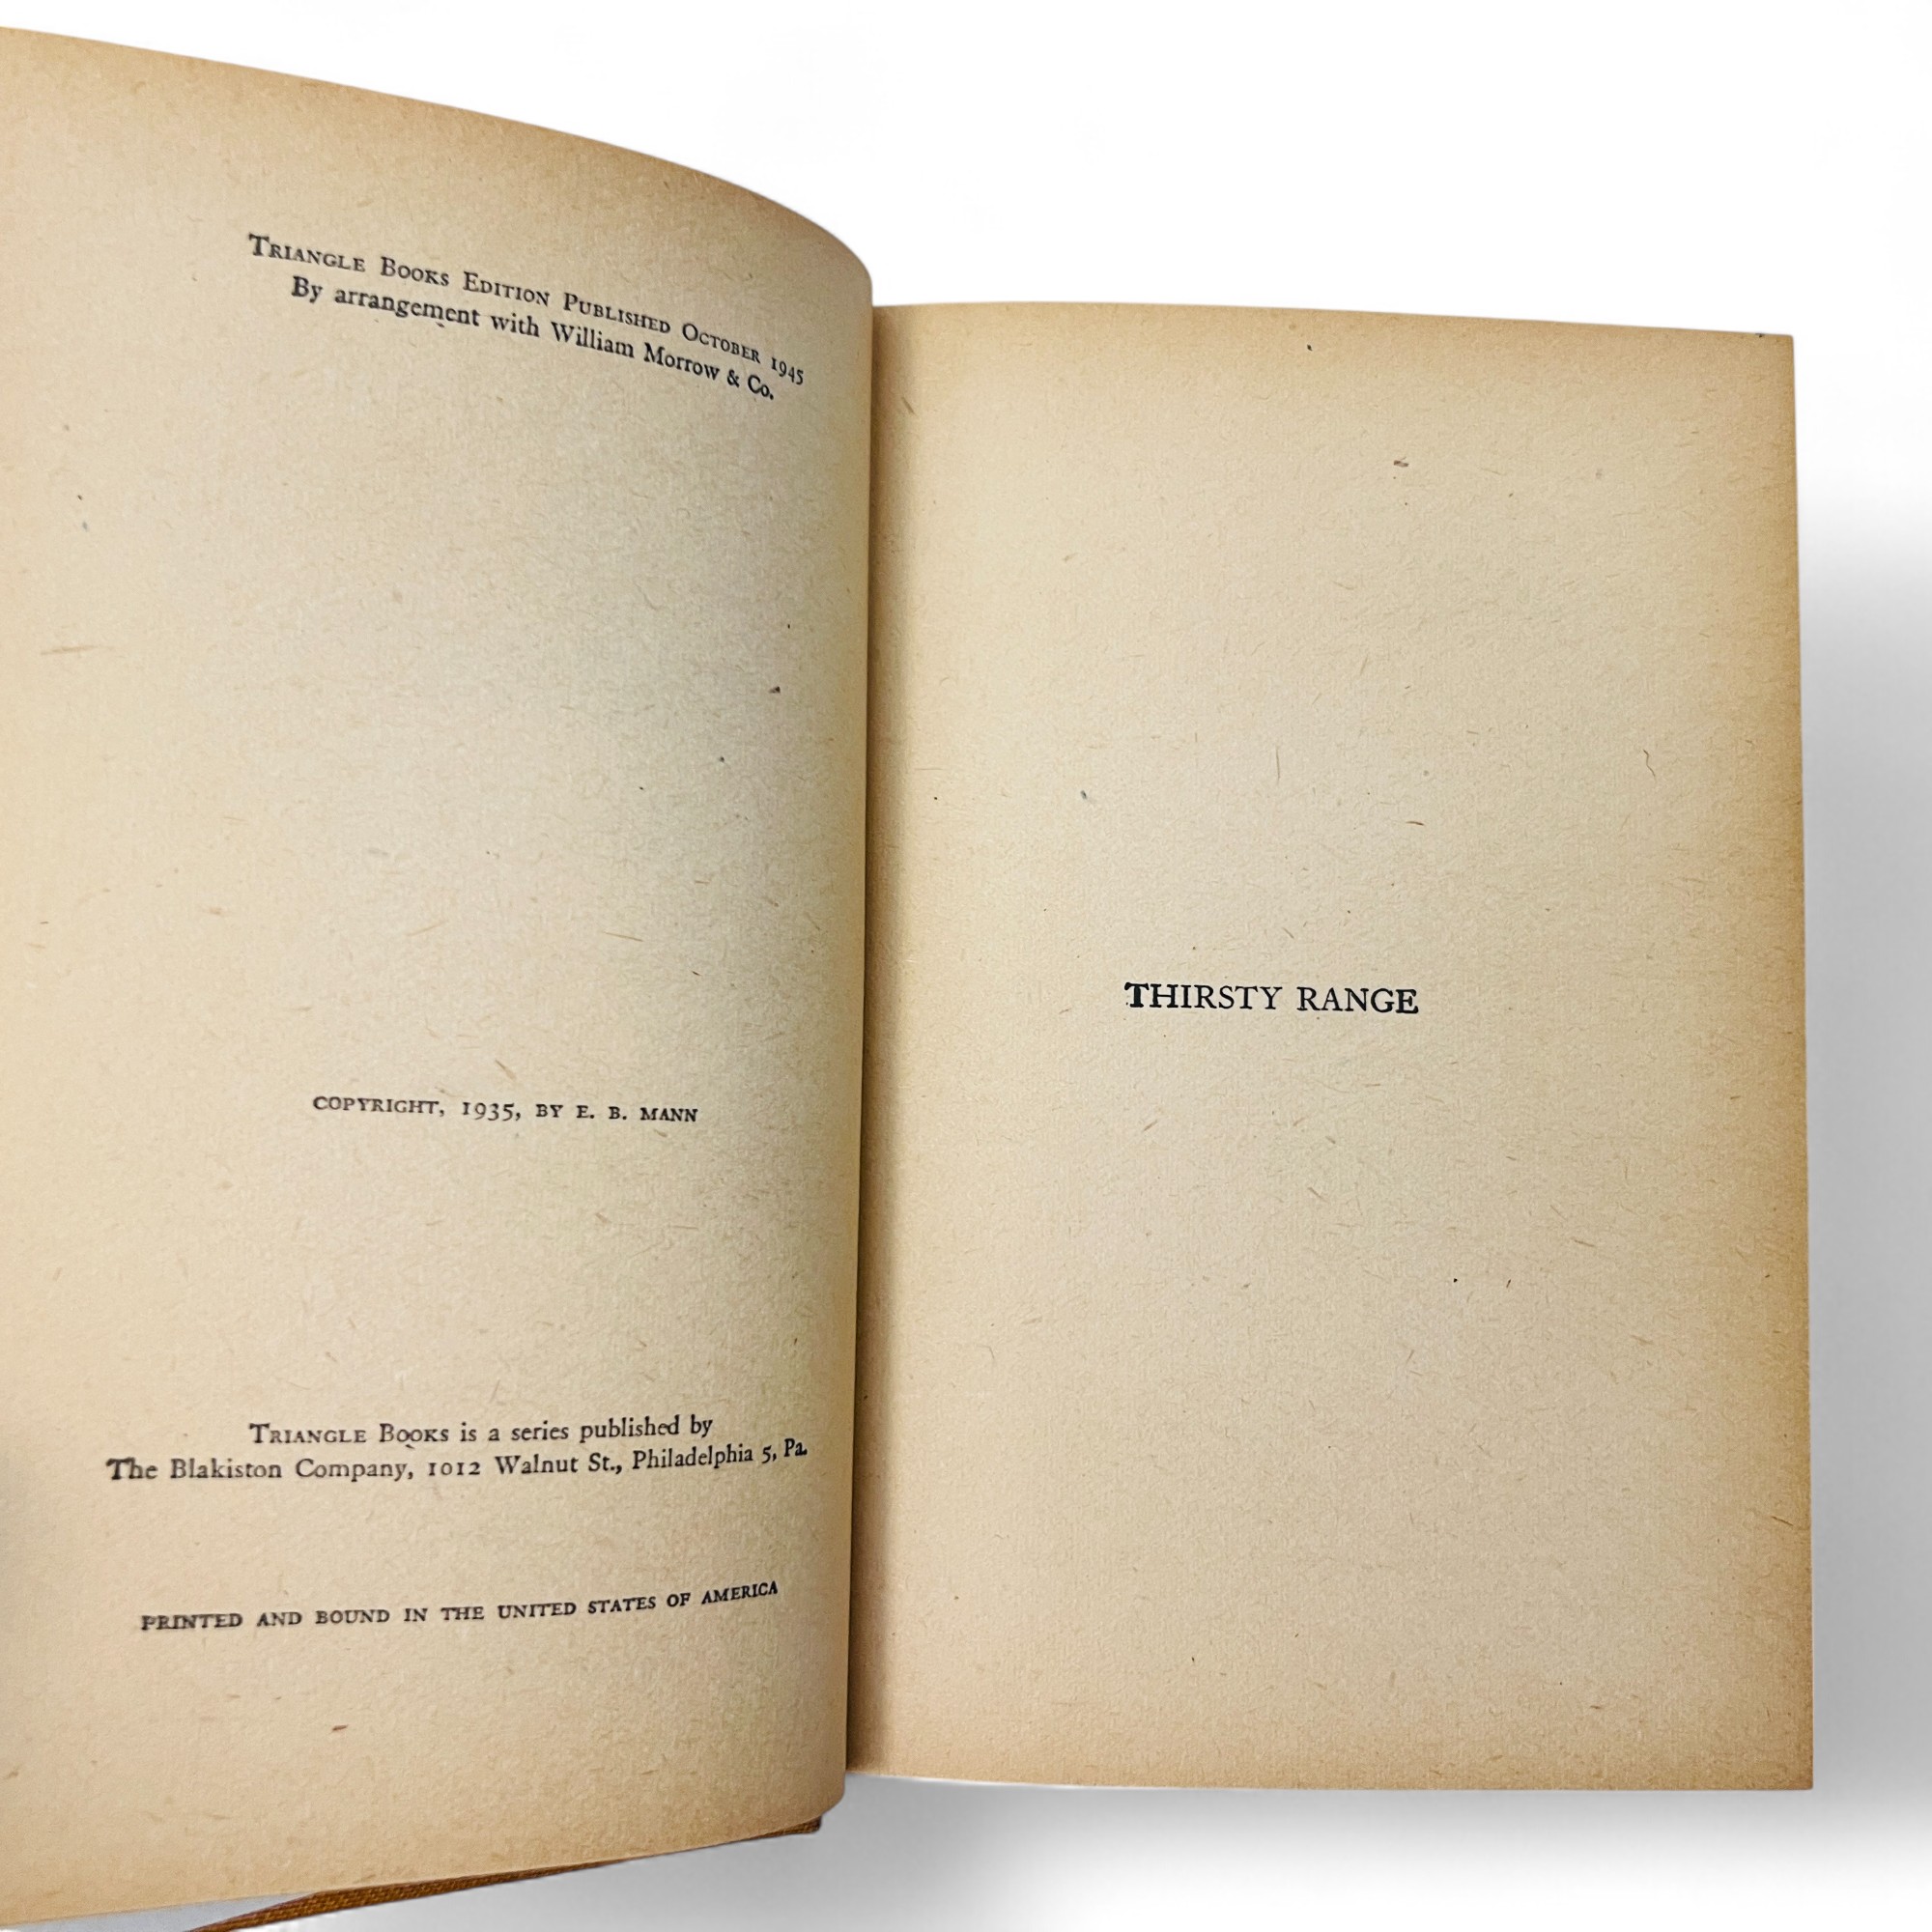 TRIANGLE BOOKS EDITION PUBLISHED OCTOBER 1945
By arrangement with William Morrow & Co.
COPYRIGHT, 1935, BY E. B. MANN
TRIANGLE BOOKS is a series published by
The Blakiston Company, 1012 Walnut St., Philadelphia 5, Pa.
PRINTED AND BOUND IN THE UNITED STATES OF AMERICA
THIRSTY RANGE